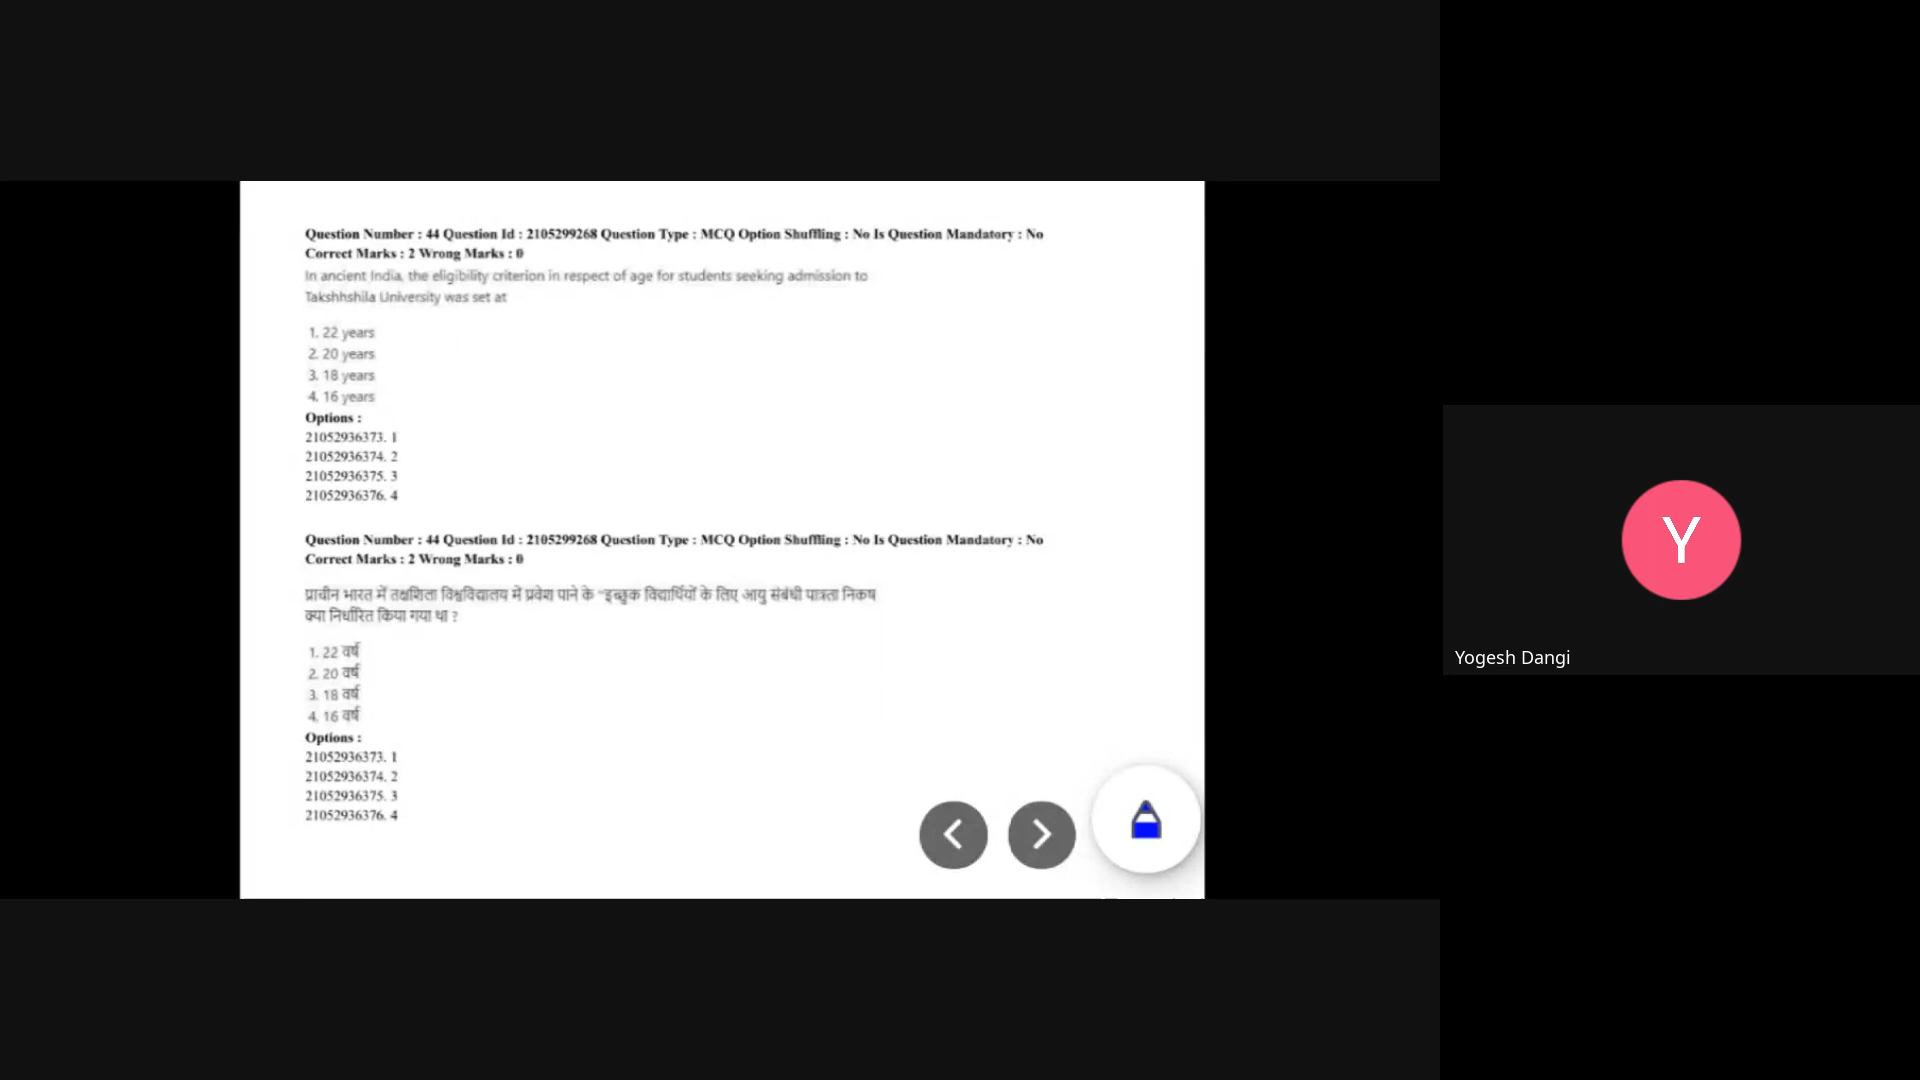 Question Number : 44 Question Id : 2105299268 Question Type : MCQ Option Shuffling : No Is Question Mandatory : No
Correct Marks : 2 Wrong Marks : 0
In ancient India, the eligibility criterion in respect of age for students seeking admission to
Takshhshila University was set at
1. 22 years
2. 20 years
3. 18 years
4. 16 years
Options :
21052936373. 1
21052936374. 2
21052936375. 3
21052936376. 4
Question Number : 44 Question Id : 2105299268 Question Type : MCQ Option Shuffling : No Is Question Mandatory : No
Correct Marks : 2 Wrong Marks : 0
प्राचीन भारत में तक्षशिला विश्वविद्यालय में प्रवेश पाने के "इच्छुक विद्यार्थियों के लिए आयु संबंधी पात्रता निकष
क्या निर्धारित किया गया था ?
1. 22 वर्ष
2. 20 वर्ष
3. 18 वर्ष
4. 16 वर्ष
Options :
21052936373. 1
21052936374. 2
21052936375. 3
21052936376. 4
Y
Yogesh Dangi